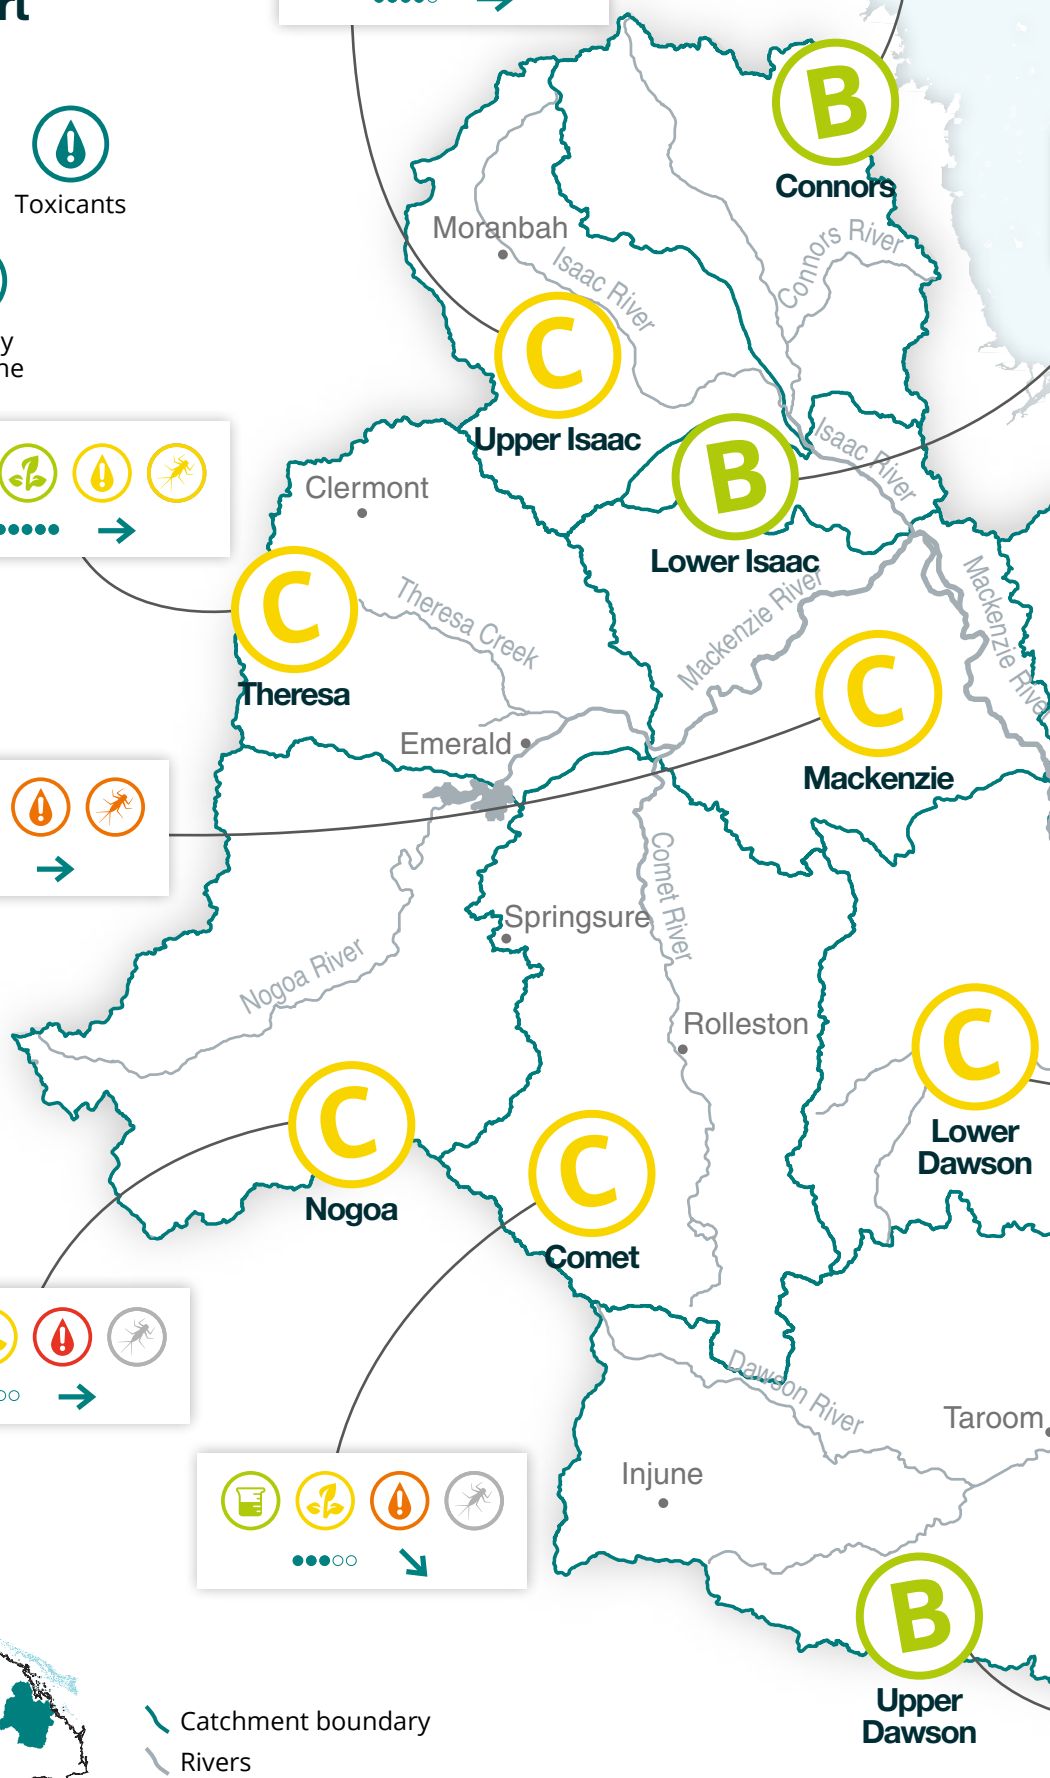 B
Connors
Toxicants
Connors River
Moranbah
Isaac River
C
Upper Isaac
Isaac River
B
Lower Isaac
Clermont
C
Theresa
Theresa Creek
Mackenzie River
Mackenzie River
C
Mackenzie
Emerald
Comet River
Springsure
Nogoa River
Rolleston
C
Lower
Dawson
C
Nogoa
C
Comet
Dawson River
Taroom
Injune
B
Upper
Dawson
Catchment boundary
Rivers